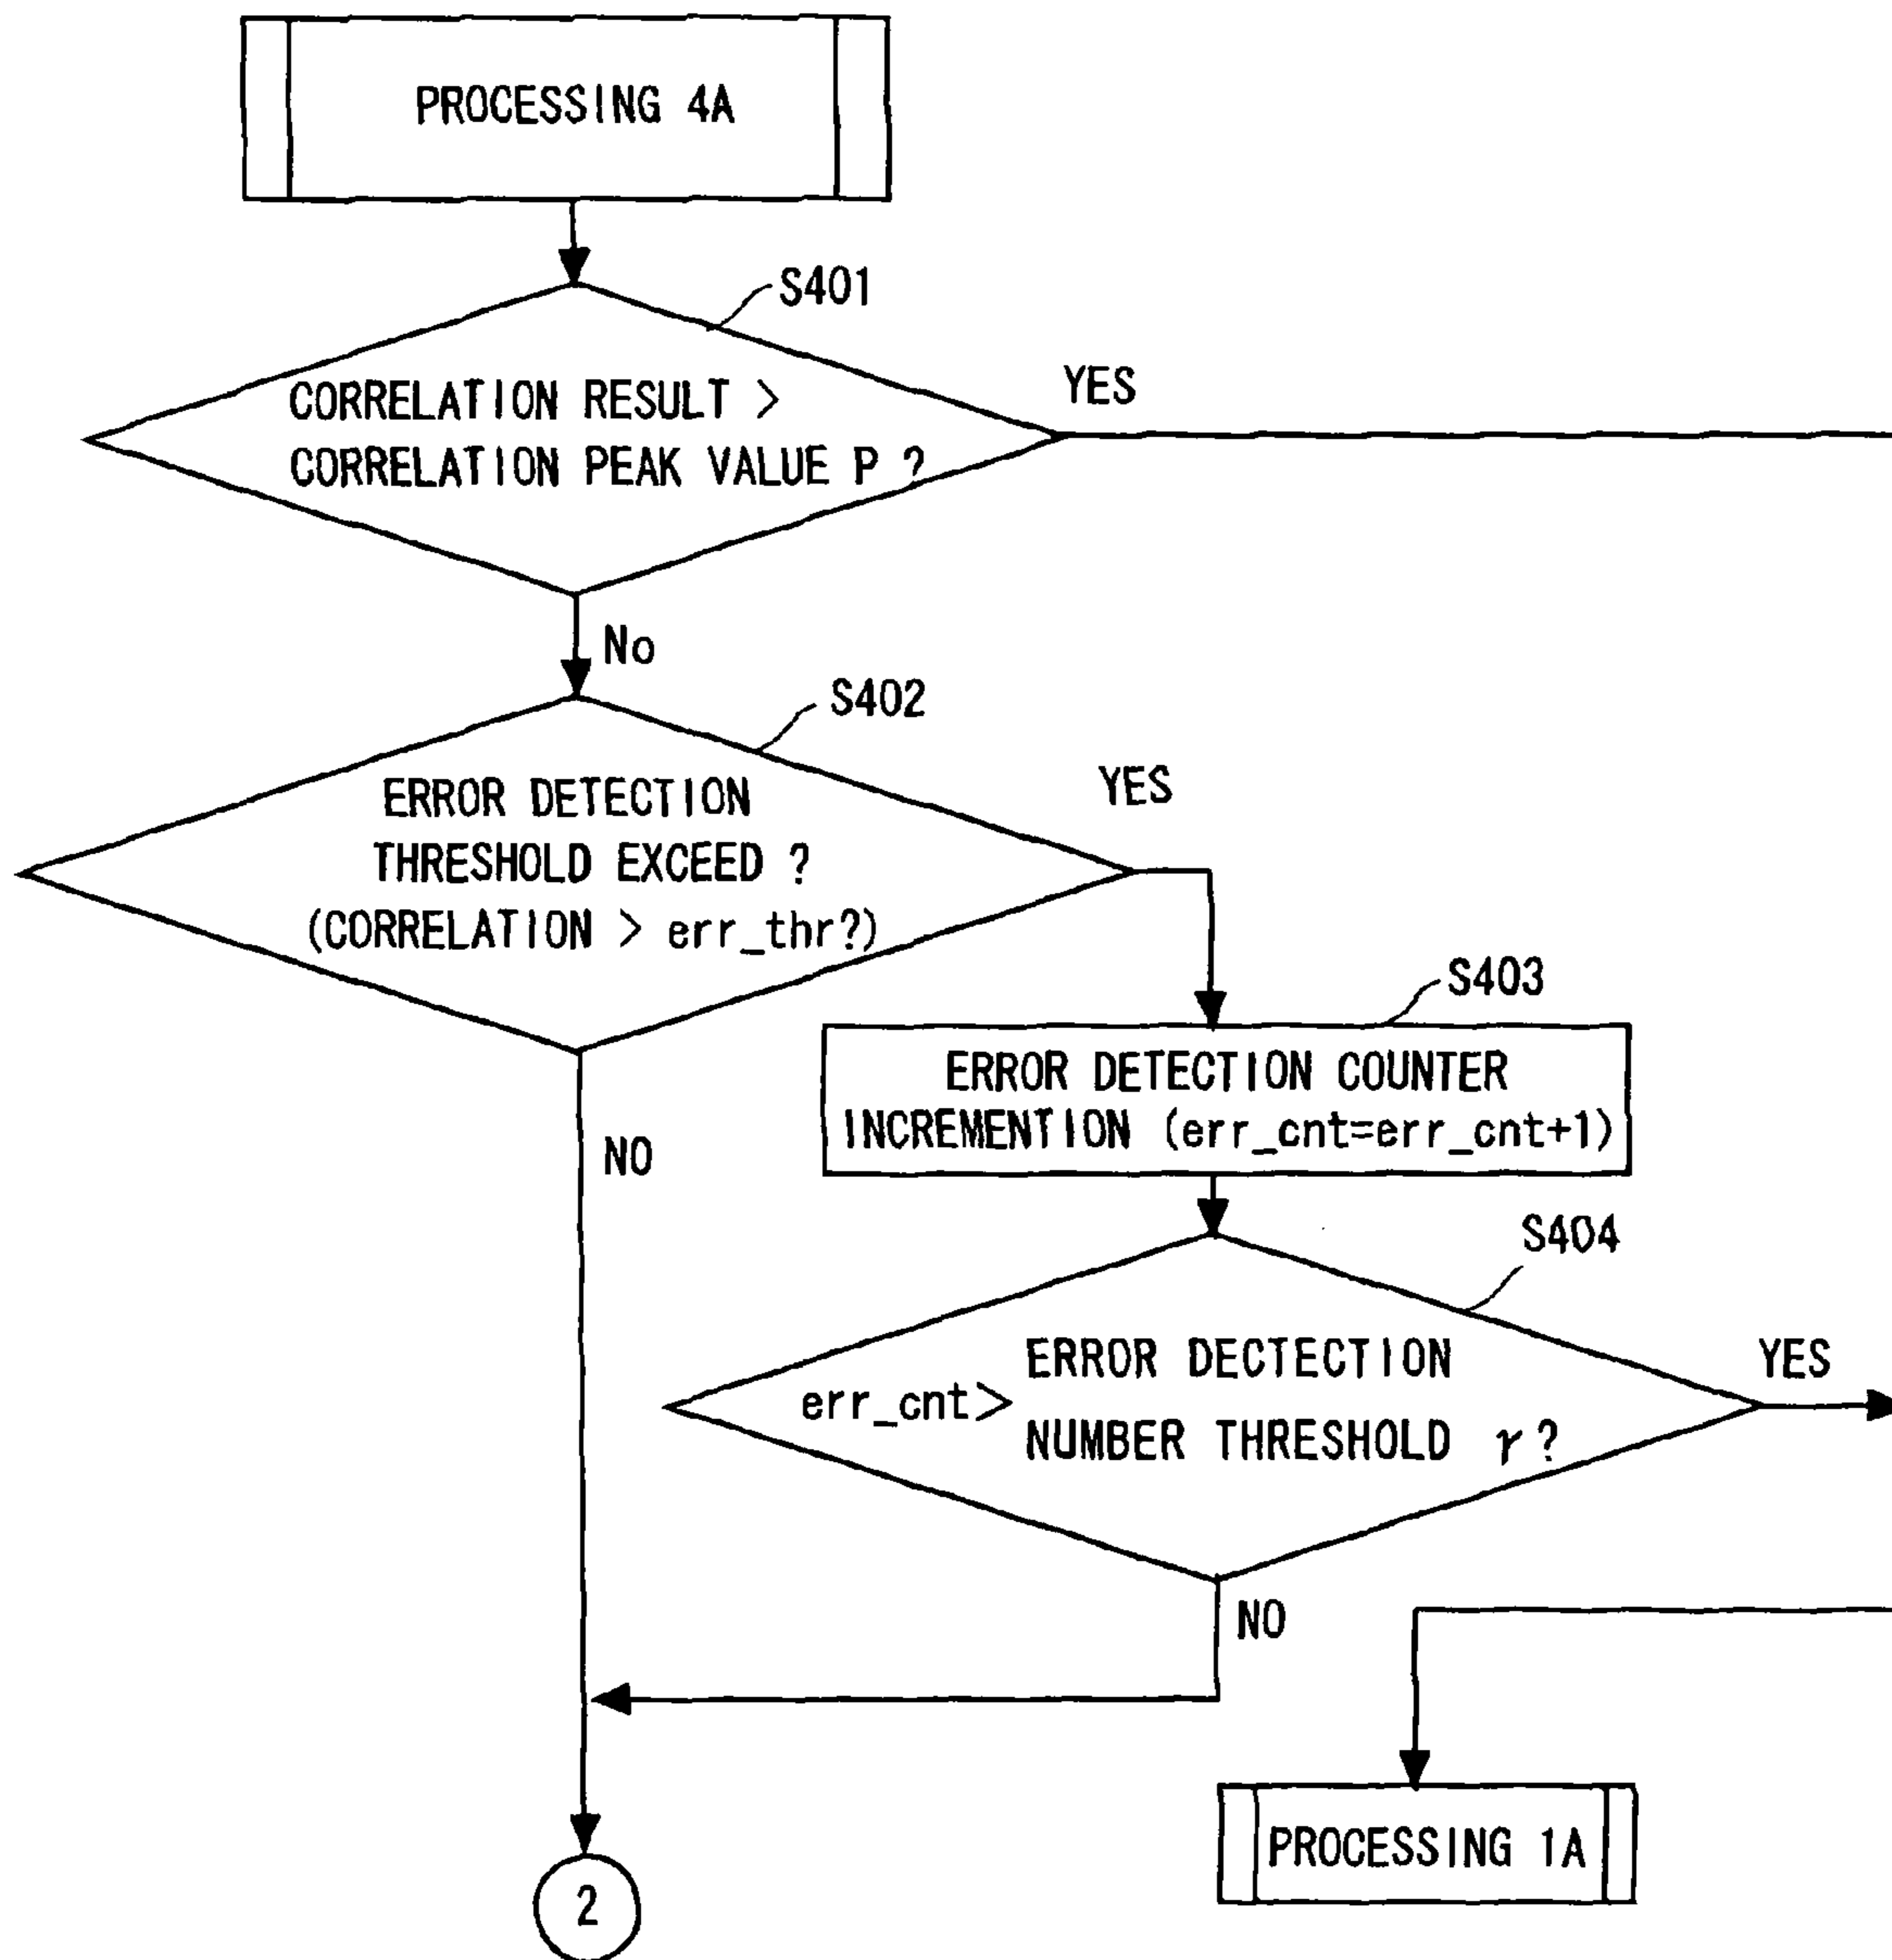 PROCESSING 4A
S401
CORRELATION RESULT >
CORRELATION PEAK VALUE P ?
YES
No
S402
ERROR DETECTION
THRESHOLD EXCEED ?
(CORRELATION > err_thr?)
YES
NO
S403
ERROR DETECTION COUNTER
INCREMENTION (err_cnt=err_cnt+1)
S404
err_cnt>
ERROR DECTECTION
NUMBER THRESHOLD γ?
YES
NO
PROCESSING 1A
2